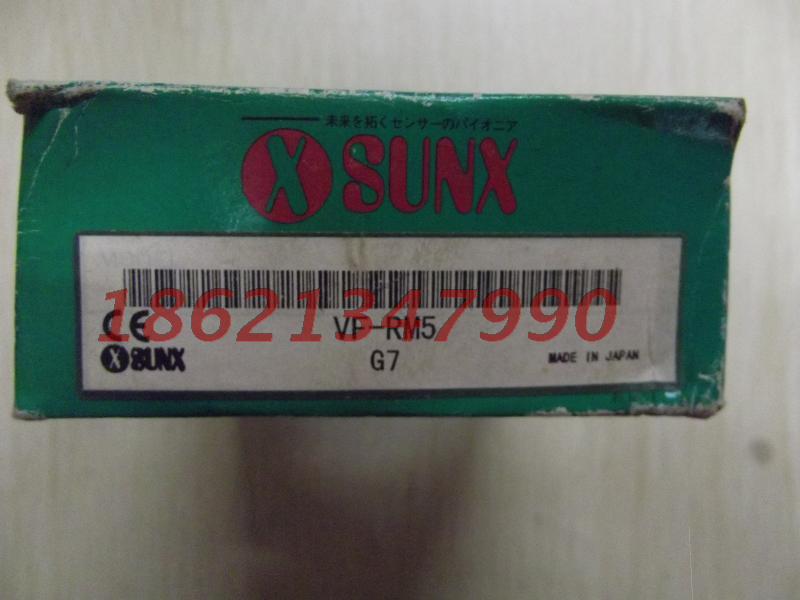 未来を拓くセンサーのパイオニア
X SUNX
18621347990
CE VF-RM5
X SUNX G7 MADE IN JAPAN